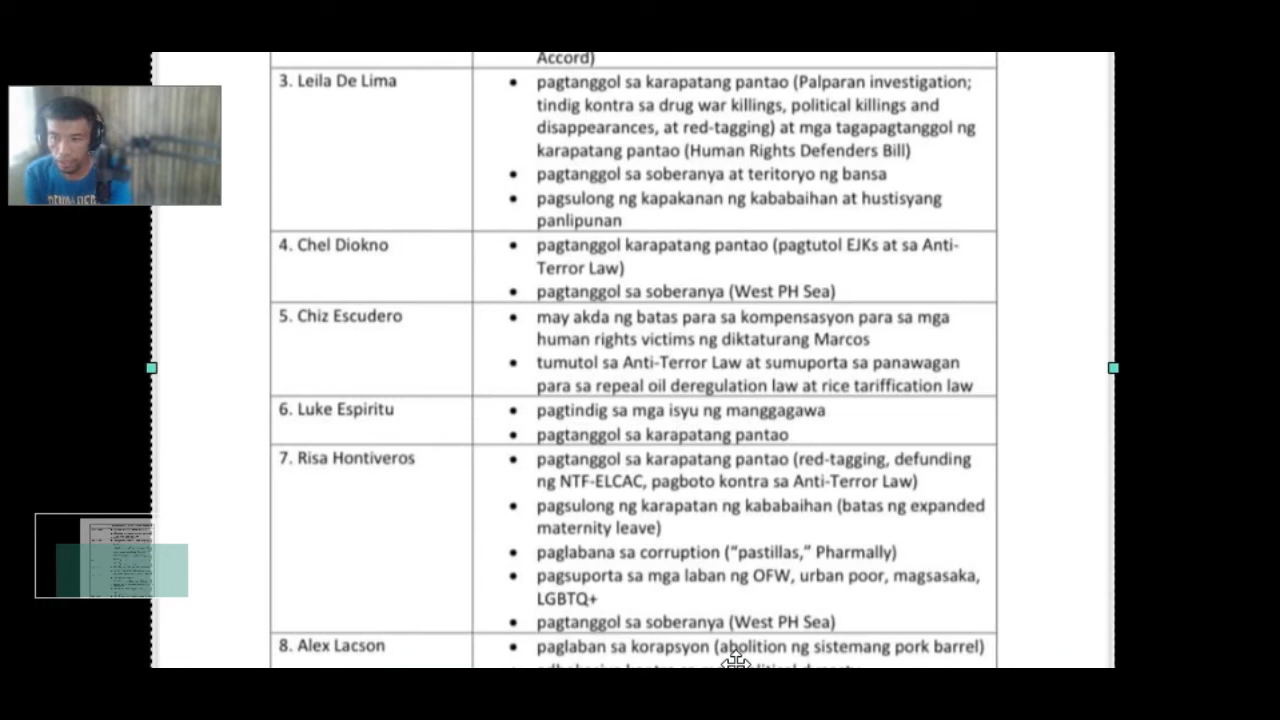 Accord)
3. Leila De Lima
• pagtanggol sa karapatang pantao (Palparan investigation;
tindig kontra sa drug war killings, political killings and
disappearances, at red-tagging) at mga tagapagtanggol ng
karapatang pantao (Human Rights Defenders Bill)
• pagtanggol sa soberanya at teritoryo ng bansa
• pagsulong ng kapakanan ng kababaihan at hustisyang
panlipunan
4. Chel Diokno
• pagtanggol karapatang pantao (pagtutol EJKs at sa Anti-
Terror Law)
• pagtanggol sa soberanya (West PH Sea)
5. Chiz Escudero
• may akda ng batas para sa kompensasyon para sa mga
human rights victims ng diktaturang Marcos
• tumutol sa Anti-Terror Law at sumuporta sa panawagan
para sa repeal oil deregulation law at rice tariffication law
6. Luke Espiritu
• pagtindig sa mga isyu ng manggagawa
• pagtanggol sa karapatang pantao
7. Risa Hontiveros
• pagtanggol sa karapatang pantao (red-tagging, defunding
ng NTF-ELCAC, pagboto kontra sa Anti-Terror Law)
• pagsulong ng karapatan ng kababaihan (batas ng expanded
maternity leave)
• paglabana sa corruption (“pastillas,” Pharmally)
• pagsuporta sa mga laban ng OFW, urban poor, magsasaka,
LGBTQ+
• pagtanggol sa soberanya (West PH Sea)
8. Alex Lacson
• paglaban sa korapsyon (abolition ng sistemang pork barrel)